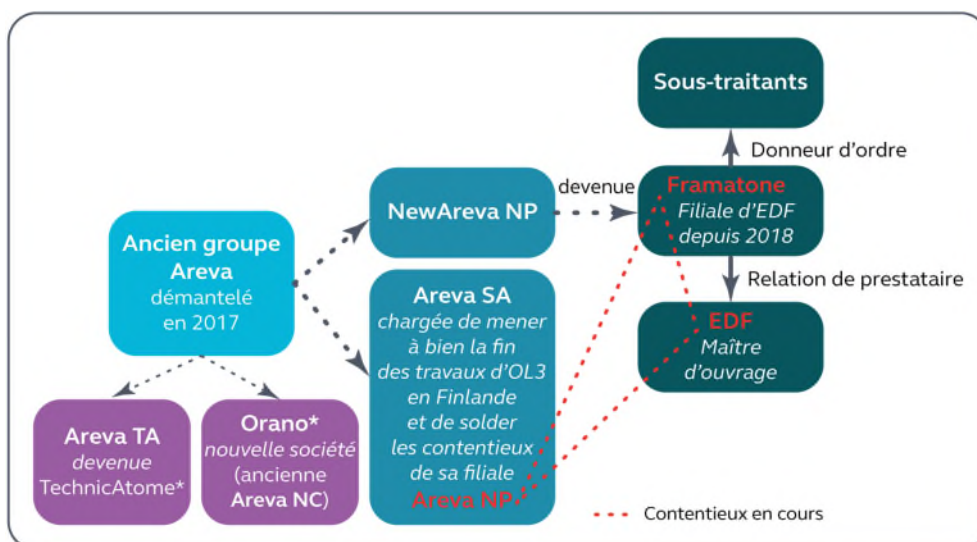 Sous-traitants
Donneur d'ordre
devenue
Framatone
Filiale d'EDF
depuis 2018
NewAreva NP
Ancien groupe
Areva
démantelé
en 2017
Relation de prestataire
Areva SA
chargée de mener
à bien la fin
des travaux d'OL3
en Finlande
et de solder
les contentieux
de sa filiale
Areva NP
EDF
Maître
d'ouvrage
Areva TA
devenue
TechnicAtome*
Orano*
nouvelle société
(ancienne
Areva NC)
Contentieux en cours